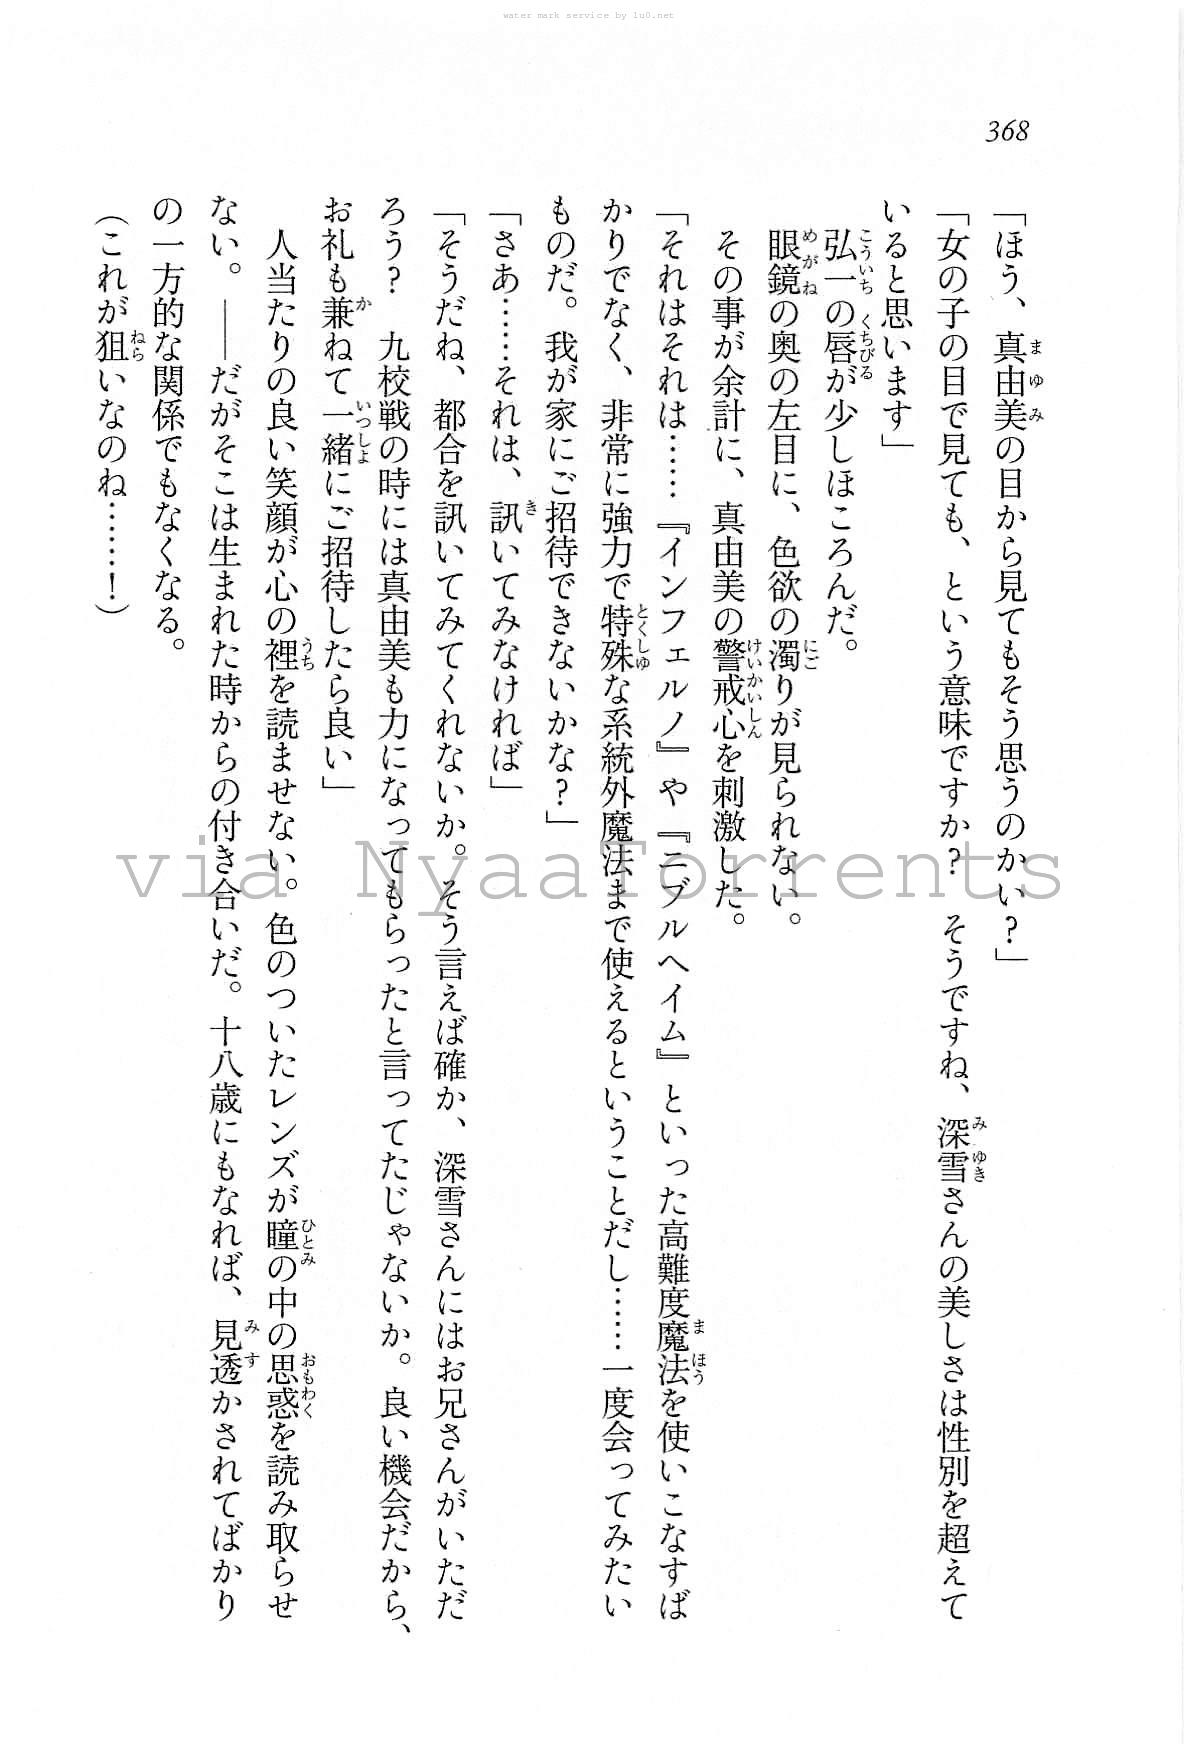 water mark service by lu0.net
368
「ほう、真由美の目から見てもそう思うのかい？」
「女の子の目で見ても、という意味ですか？　そうですね、深雪さんの美しさは性別を超えて
いると思います」
弘一の唇が少しほころんだ。
眼鏡の奥の左目に、色欲の濁りが見られない。
その事が余計に、真由美の警戒心を刺激した。
「それはそれは……『インフェルノ』や『ニブルヘイム』といった高難度魔法を使いこなすば
かりでなく、非常に強力で特殊な系統外魔法まで使えるということだし……一度会ってみたい
ものだ。我が家にご招待できないかな？」
「さあ……それは、訊いてみなければ」
「そうだね、都合を訊いてみてくれないか。そう言えば確か、深雪さんにはお兄さんがいただ
ろう？　九校戦の時には真由美も力になってもらったと言ってたじゃないか。良い機会だから、
お礼も兼ねて一緒にご招待したら良い」
人当たりの良い笑顔が心の裡を読ませない。色のついたレンズが瞳の中の思惑を読み取らせ
ない。――だがそこは生まれた時からの付き合いだ。十八歳にもなれば、見透かされてばかり
の一方的な関係でもなくなる。
（これが狙いなのね……！）
via NyaaTorrents